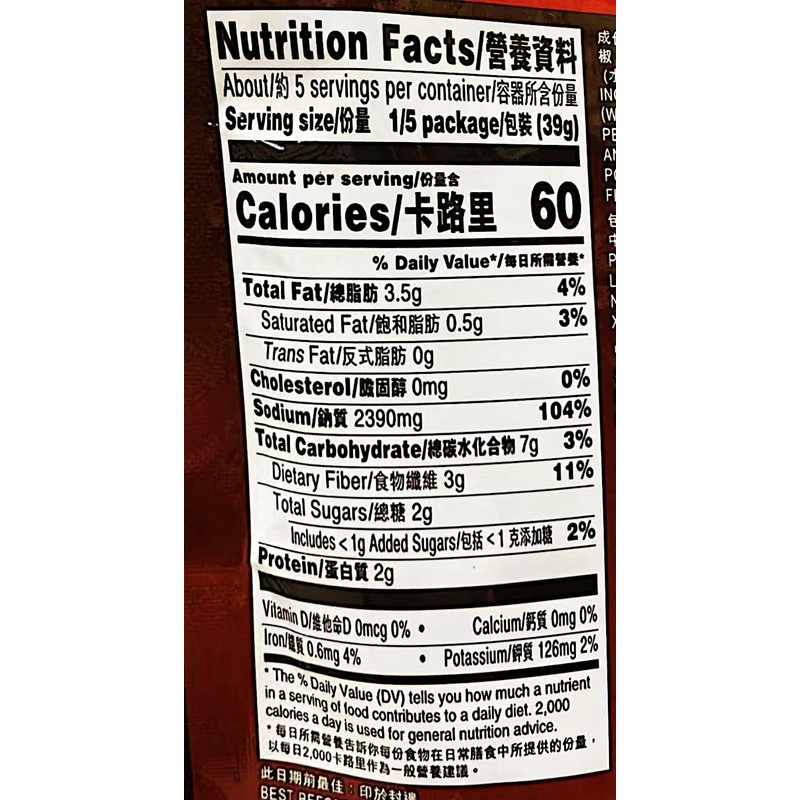 Nutrition Facts/營養資料
About/約 5 servings per container/容器所含份量
Serving size/份量 1/5 package/包裝 (39g)
Amount per serving/份量含
Calories/卡路里 60
% Daily Value*/每日所需營養*
Total Fat/總脂肪 3.5g 4%
Saturated Fat/飽和脂肪 0.5g 3%
Trans Fat/反式脂肪 0g
Cholesterol/膽固醇 0mg 0%
Sodium/鈉質 2390mg 104%
Total Carbohydrate/總碳水化合物 7g 3%
Dietary Fiber/食物纖維 3g 11%
Total Sugars/總糖 2g
Includes < 1g Added Sugars/包括 < 1 克添加糖 2%
Protein/蛋白質 2g
Vitamin D/維他命D 0mcg 0% • Calcium/鈣質 0mg 0%
Iron/鐵質 0.6mg 4% • Potassium/鉀質 126mg 2%
* The % Daily Value (DV) tells you how much a nutrient
in a serving of food contributes to a daily diet. 2,000
calories a day is used for general nutrition advice.
* 每日所需營養告訴你每份食物在日常膳食中所提供的份量，
以每日2,000卡路里作為一般營養建議。
此日期前最佳：印於封邊
BEST